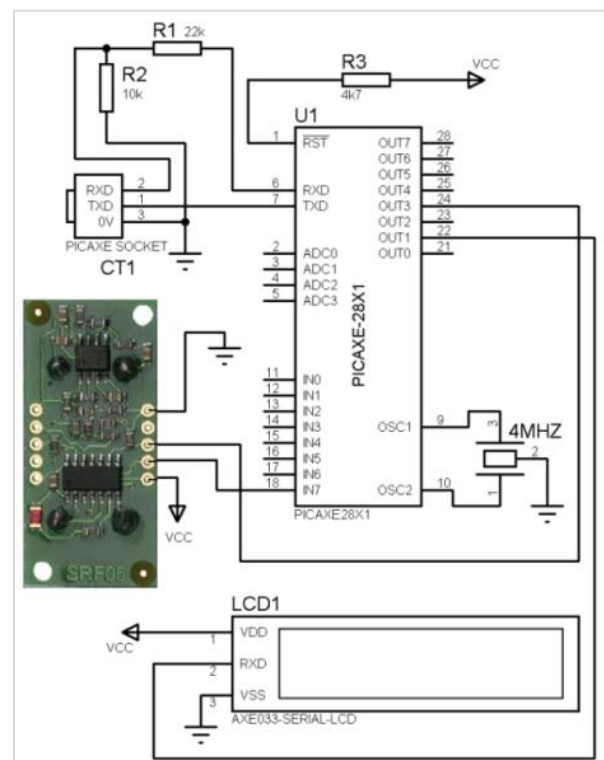 R1 22k
R2
10k
R3
4k7
VCC
U1
1 RST
6 RXD
7 TXD
2 ADC0
3 ADC1
4 ADC2
5 ADC3
11 IN0
12 IN1
13 IN2
14 IN3
15 IN4
16 IN5
17 IN6
18 IN7
OUT7 28
OUT6 27
OUT5 26
OUT4 25
OUT3 24
OUT2 23
OUT1 22
OUT0 21
OSC1 9
OSC2 10
PICAXE-28X1
PICAXE28X1
RXD 2
TXD 1
0V 3
PICAXE SOCKET
CT1
3
4MHZ
2
1
VCC
SRF05
LCD1
VCC
1 VDD
2 RXD
3 VSS
AXE033-SERIAL-LCD